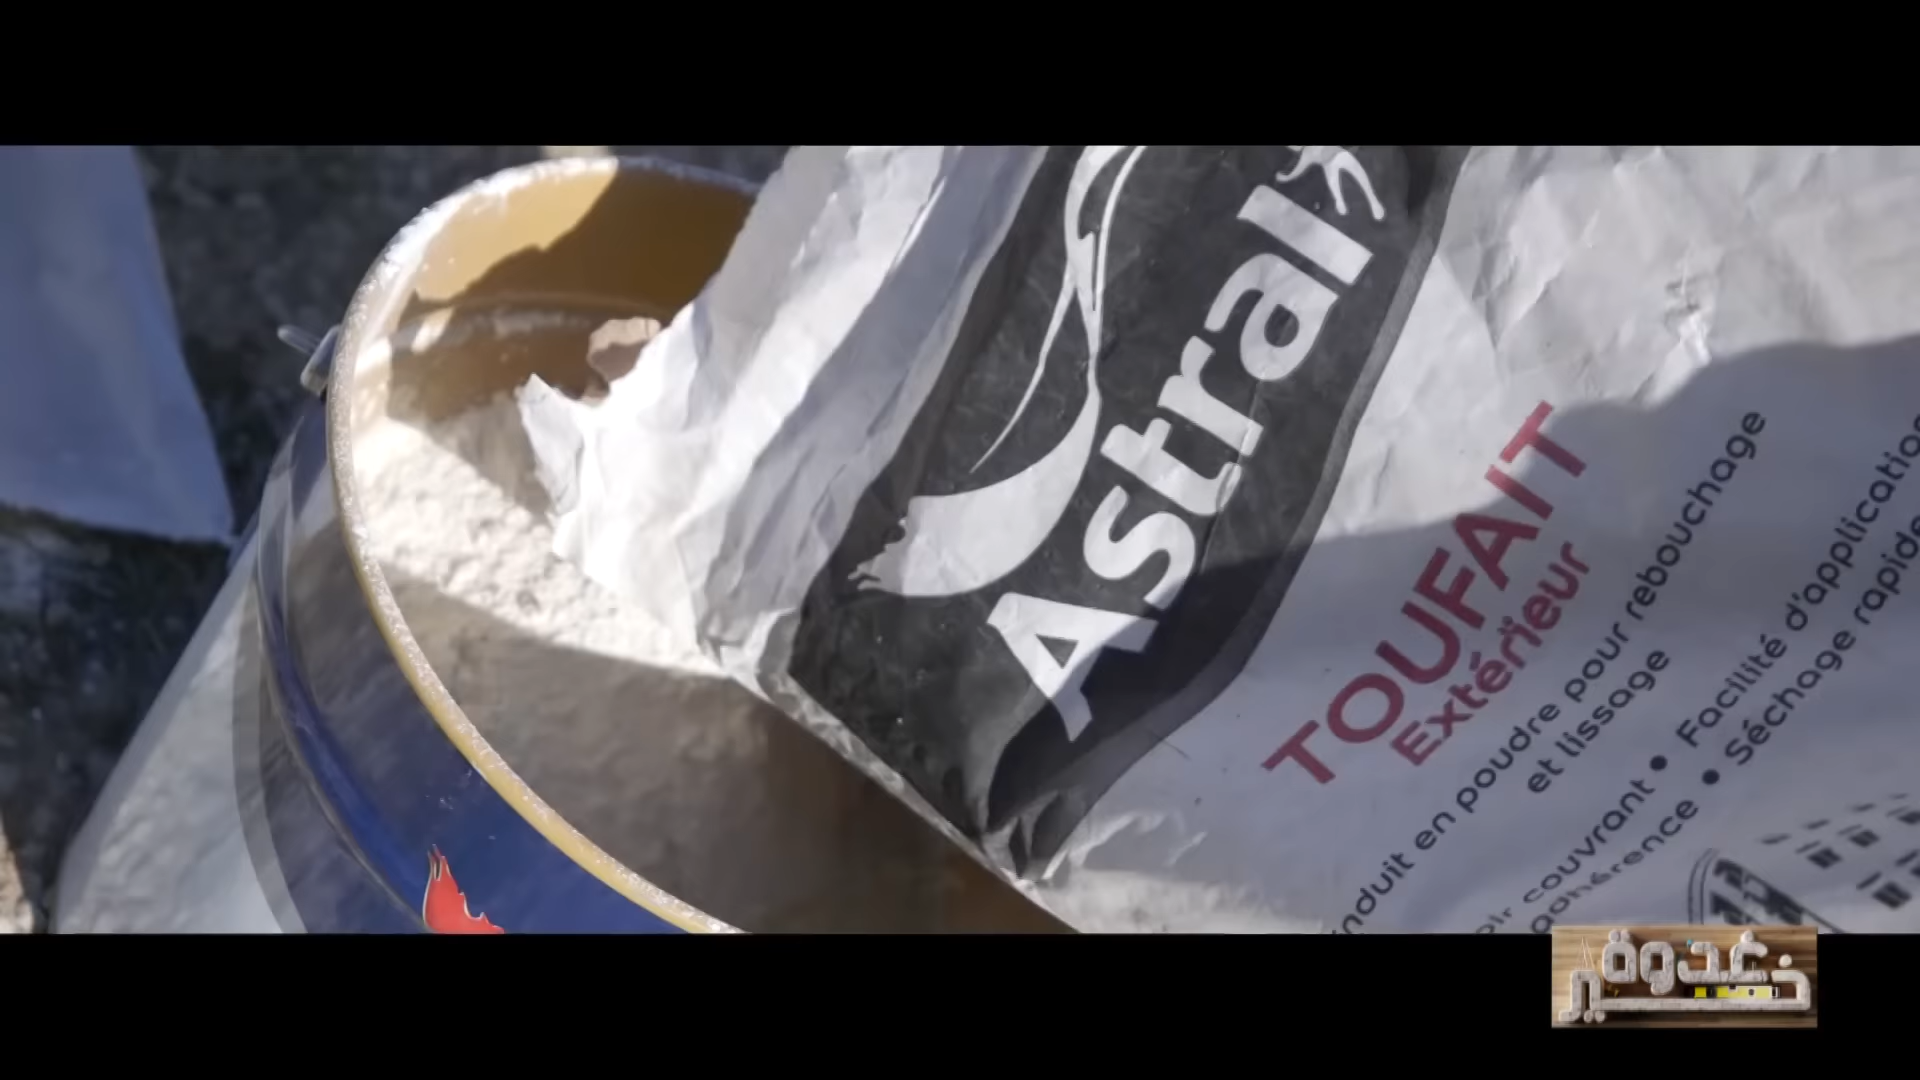 Astral
TOUFAIT
Extérieur
enduit en poudre pour rebouchage
et lissage
couvrant • Facilité d'application
adhérence • Séchage rapide
غدوة خير